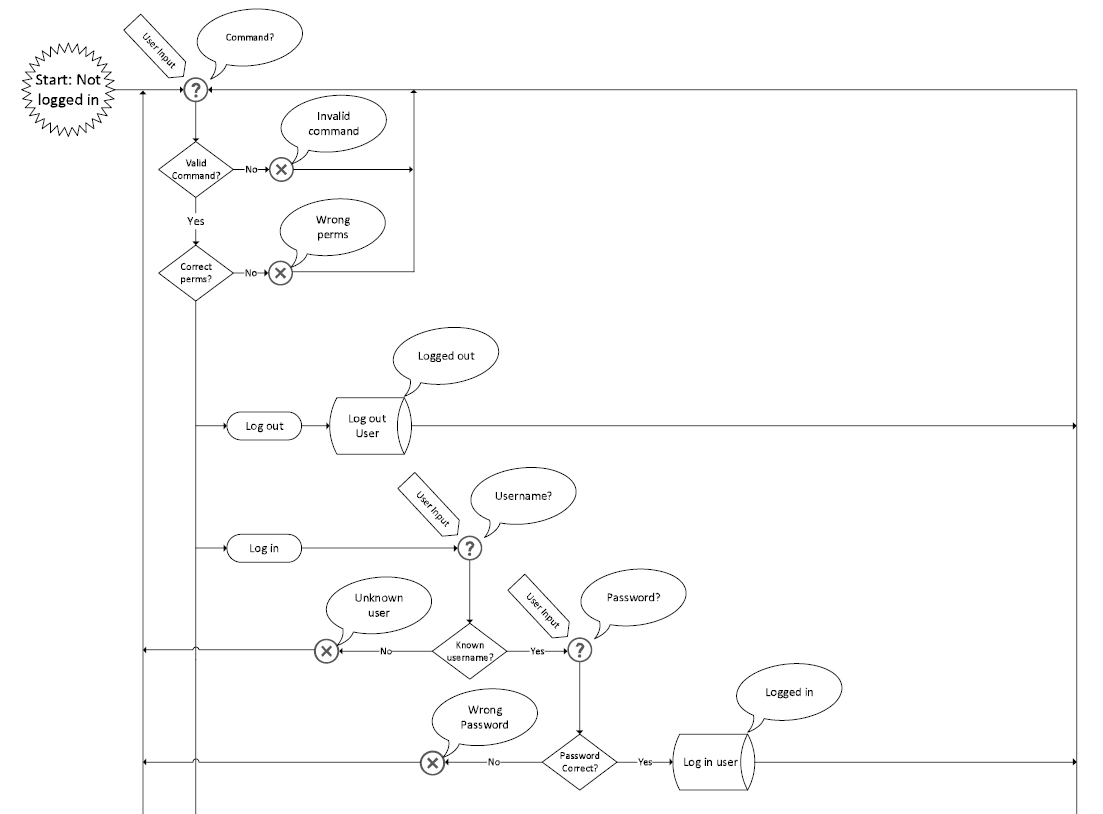 User Input
Command?
Start: Not
logged in
Invalid
command
Valid
Command?
No
Yes
Wrong
perms
Correct
perms?
No
Logged out
Log out
Log out
User
User Input
Username?
Log in
Unknown
user
User Input
Password?
No
Known
username?
Yes
Wrong
Password
Logged in
No
Password
Correct?
Yes
Log in user